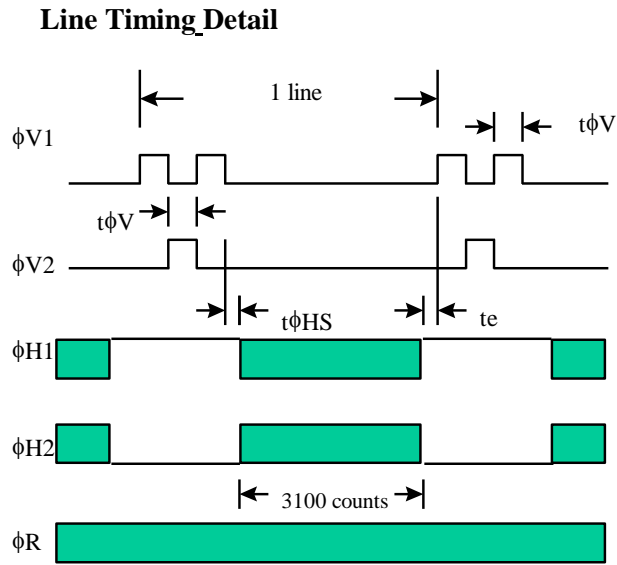 Line Timing Detail
1 line
tϕV
ϕV1
tϕV
ϕV2
tϕHS
te
ϕH1
ϕH2
3100 counts
ϕR